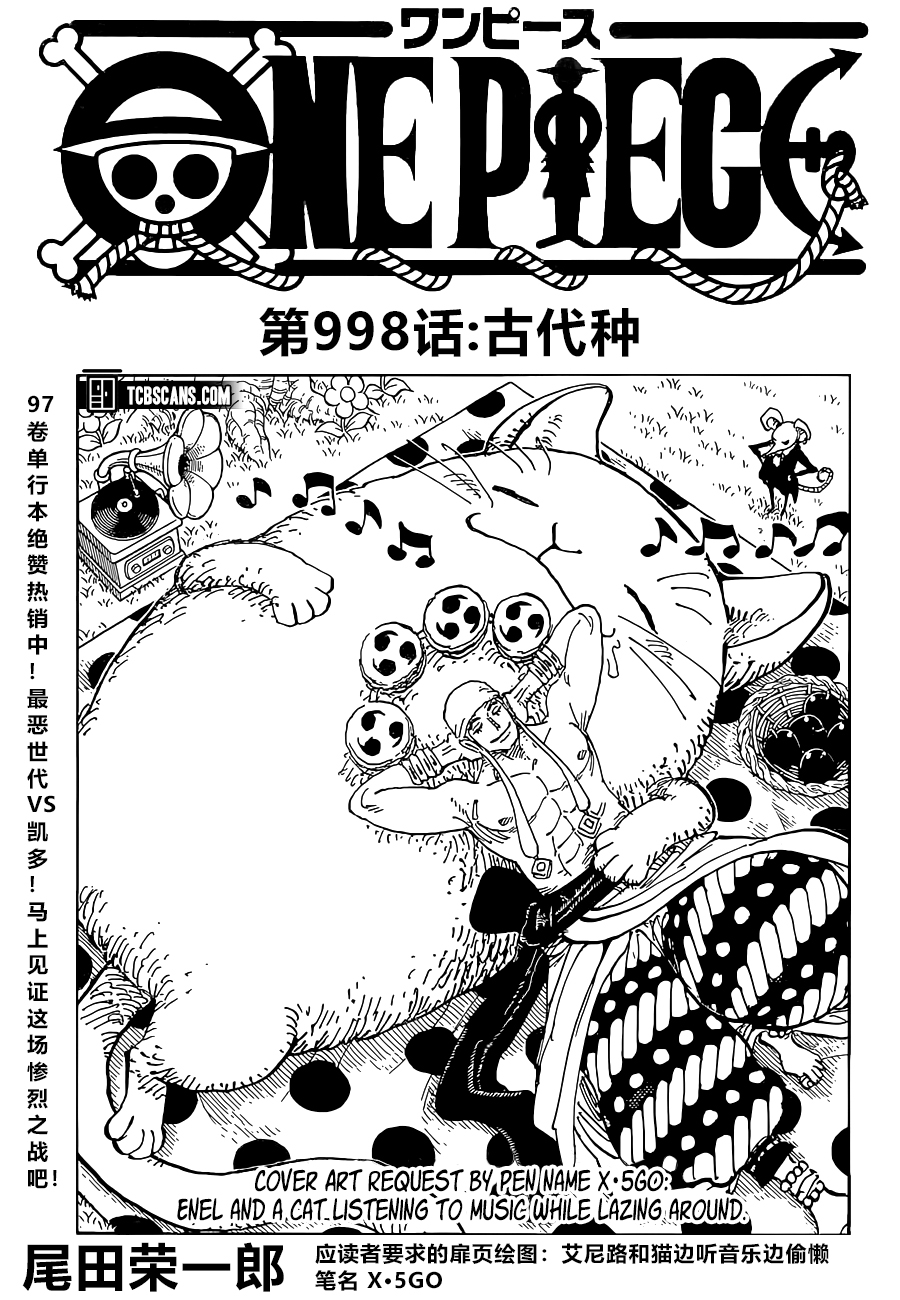 ワンピース
ONE PIECE
第998话:古代种
TCBSCANS.COM
97卷单行本绝赞热销中！最恶世代VS凯多！马上见证这场惨烈之战吧！
COVER ART REQUEST BY PEN NAME X·5GO:
ENEL AND A CAT LISTENING TO MUSIC WHILE LAZING AROUND.
尾田荣一郎
应读者要求的扉页绘图：艾尼路和猫边听音乐边偷懒
笔名 X·5GO